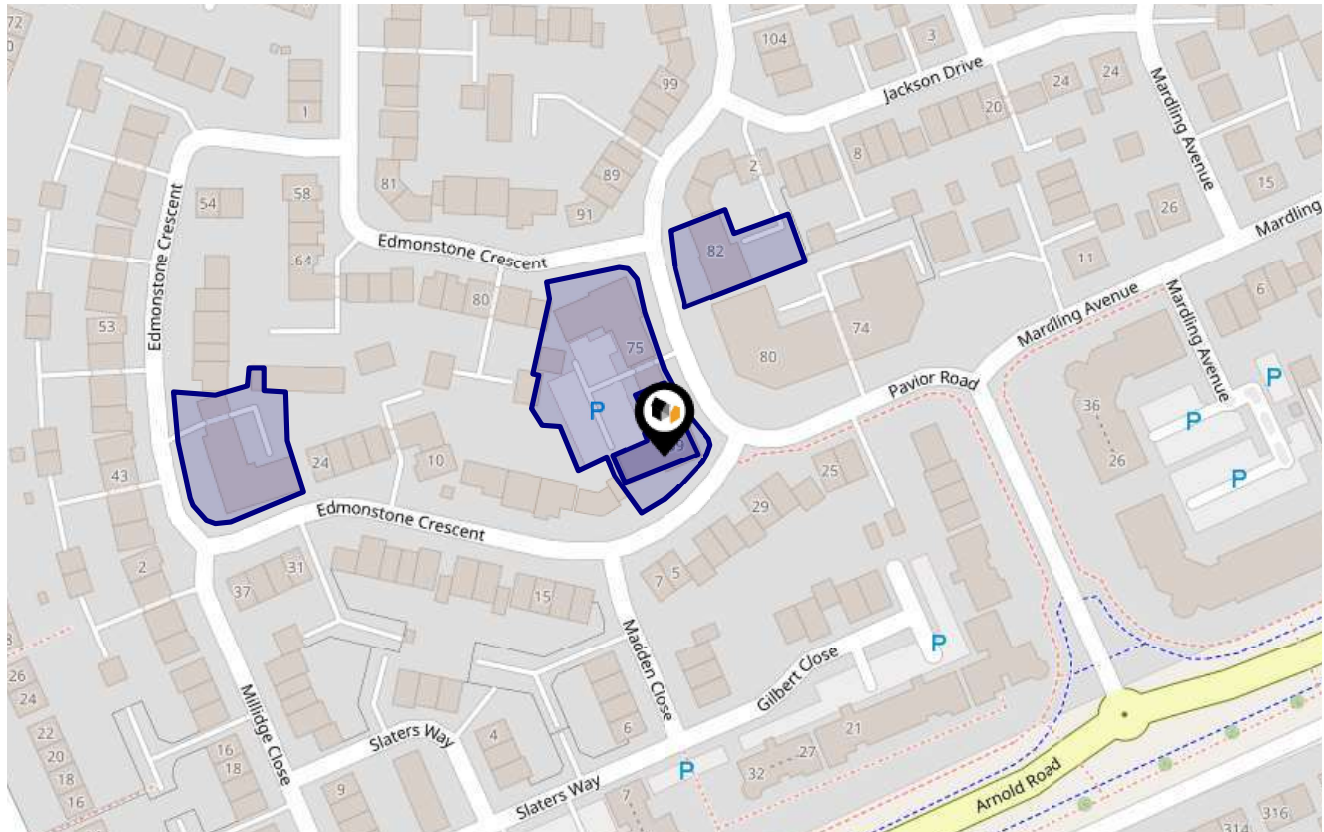 72
104
3
99
Jackson Drive
24
24
20
Mardling Avenue
1
81
89
8
2
15
54
58
91
26
Edmonstone Crescent
Edmonstone Crescent
64
82
Mardling
11
80
53
75
74
80
Mardling Avenue
Mardling Avenue
6
Pavior Road
P
P
P
36
26
P
43
24
10
25
29
Edmonstone Crescent
2
37
31
7
5
15
P
26
24
Madden Close
Gilbert Close
22
20
18
16
16
18
Millidge Close
Slaters Way
4
6
21
27
32
P
9
Slaters Way
7
Arnold Road
314
316